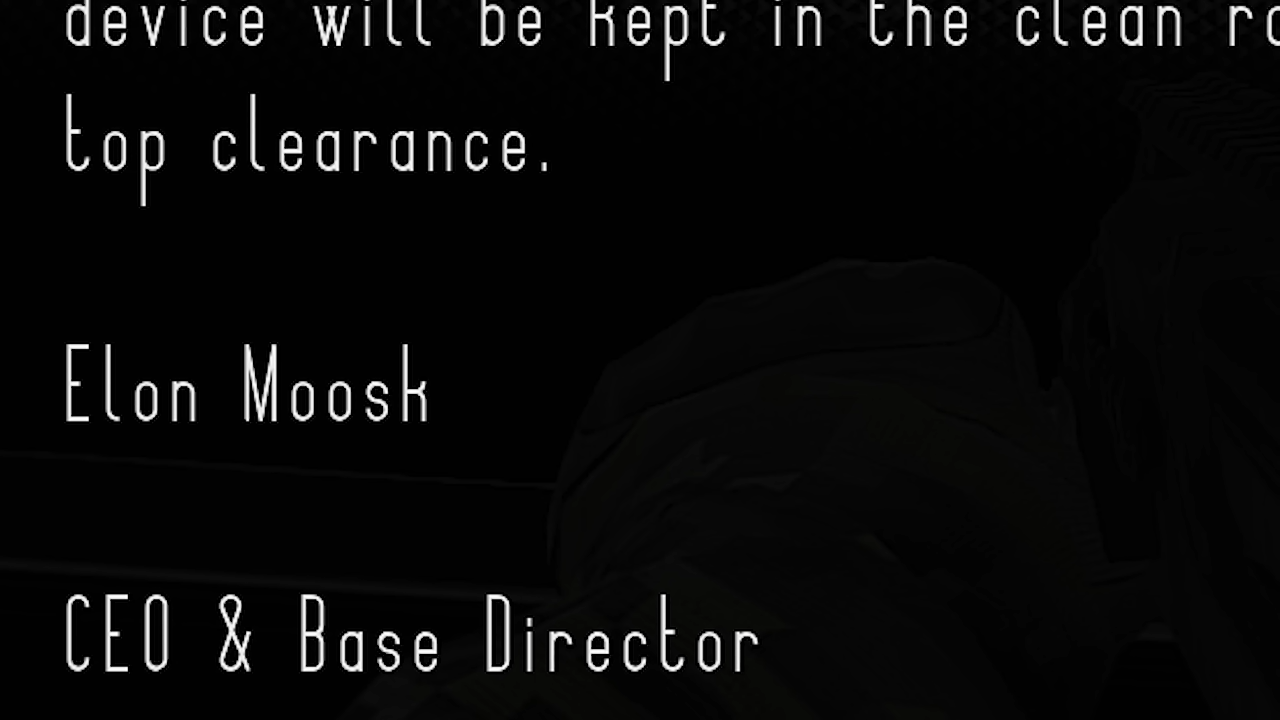 device will be kept in the clean
top clearance.
Elon Moosk
CEO & Base Director